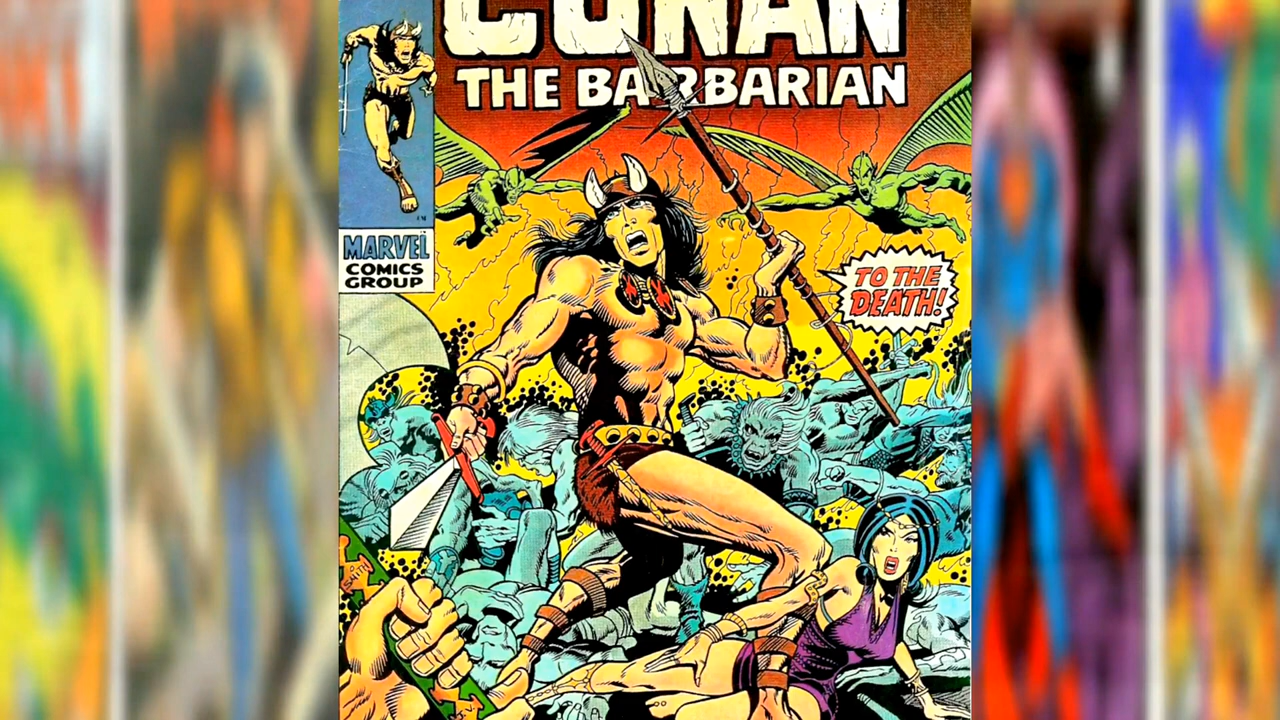 CONAN
THE BARBARIAN
MARVEL
COMICS
GROUP
TO THE
DEATH!